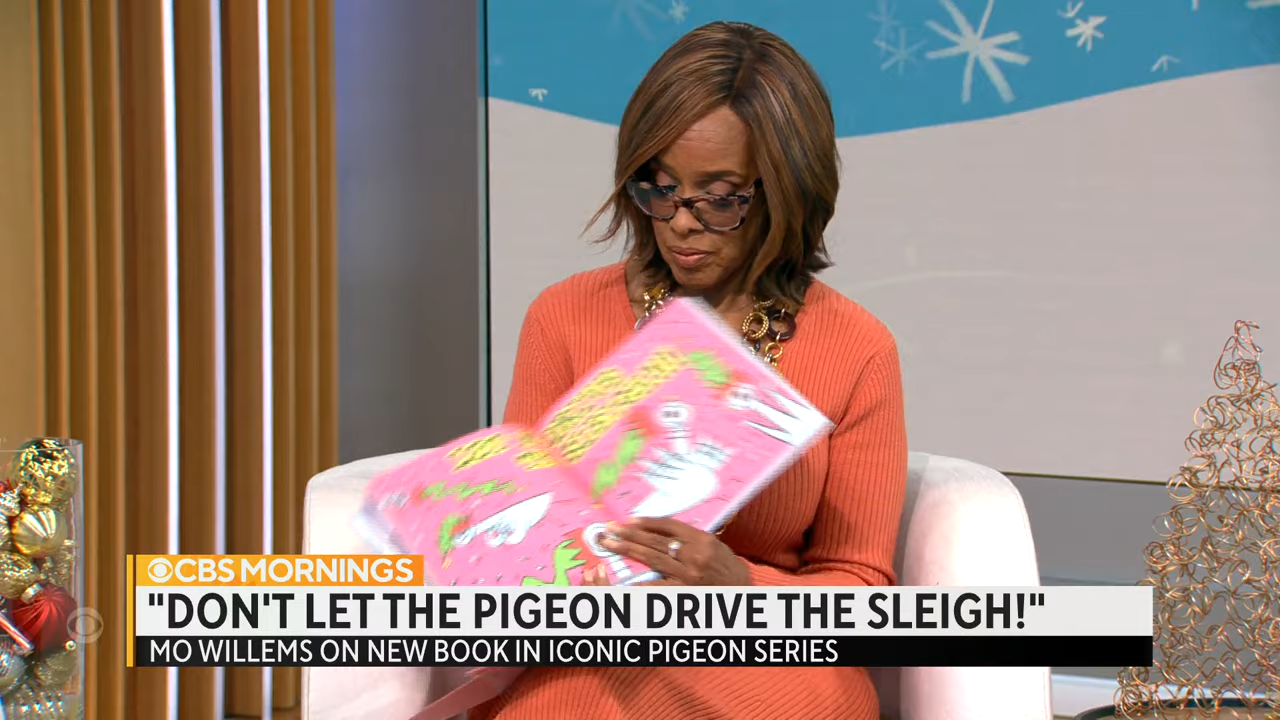 CBS MORNINGS
"DON'T LET THE PIGEON DRIVE THE SLEIGH!"
MO WILLEMS ON NEW BOOK IN ICONIC PIGEON SERIES